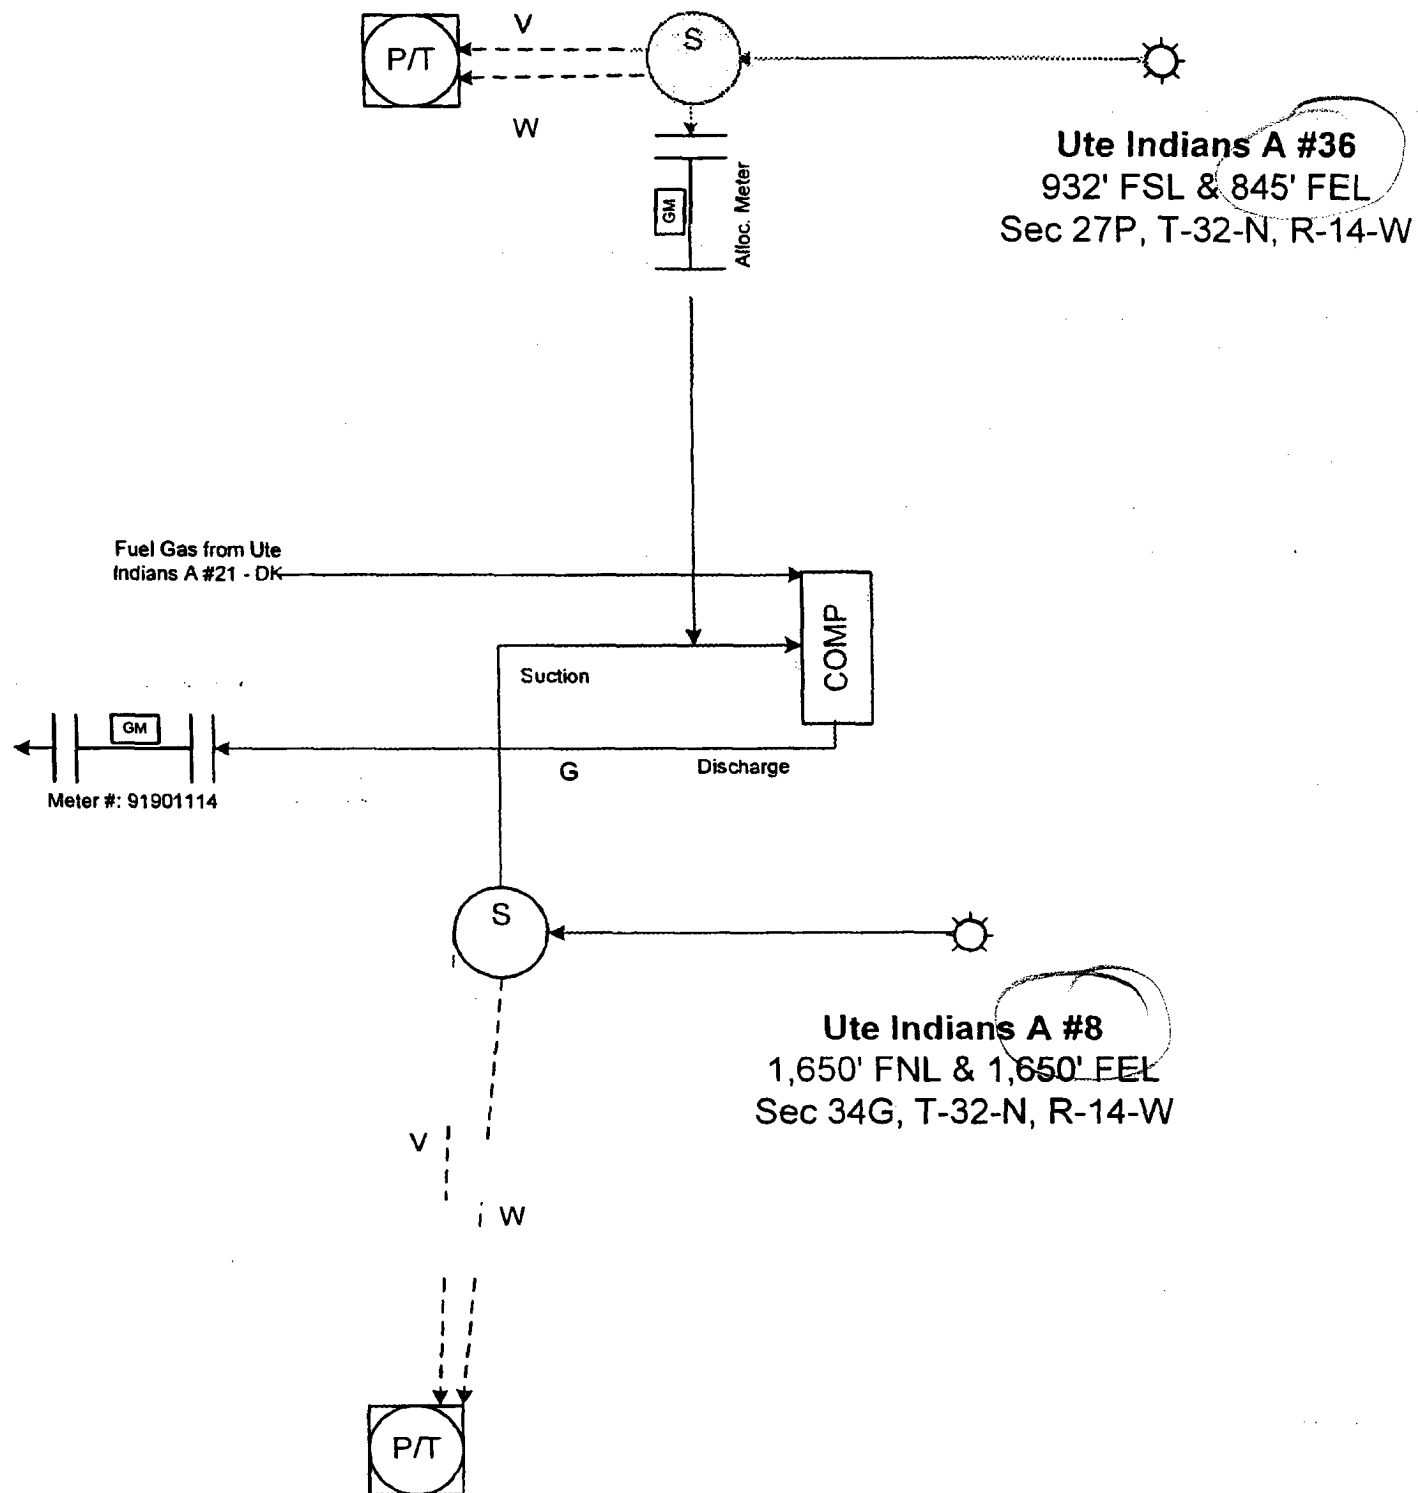 V
P/T
S
W
Ute Indians A #36
932' FSL & 845' FEL
Sec 27P, T-32-N, R-14-W
GM
Alloc. Meter
Fuel Gas from Ute
Indians A #21 - DK
COMP
Suction
GM
G
Discharge
Meter #: 91901114
S
Ute Indians A #8
1,650' FNL & 1,650' FEL
Sec 34G, T-32-N, R-14-W
V
W
P/T